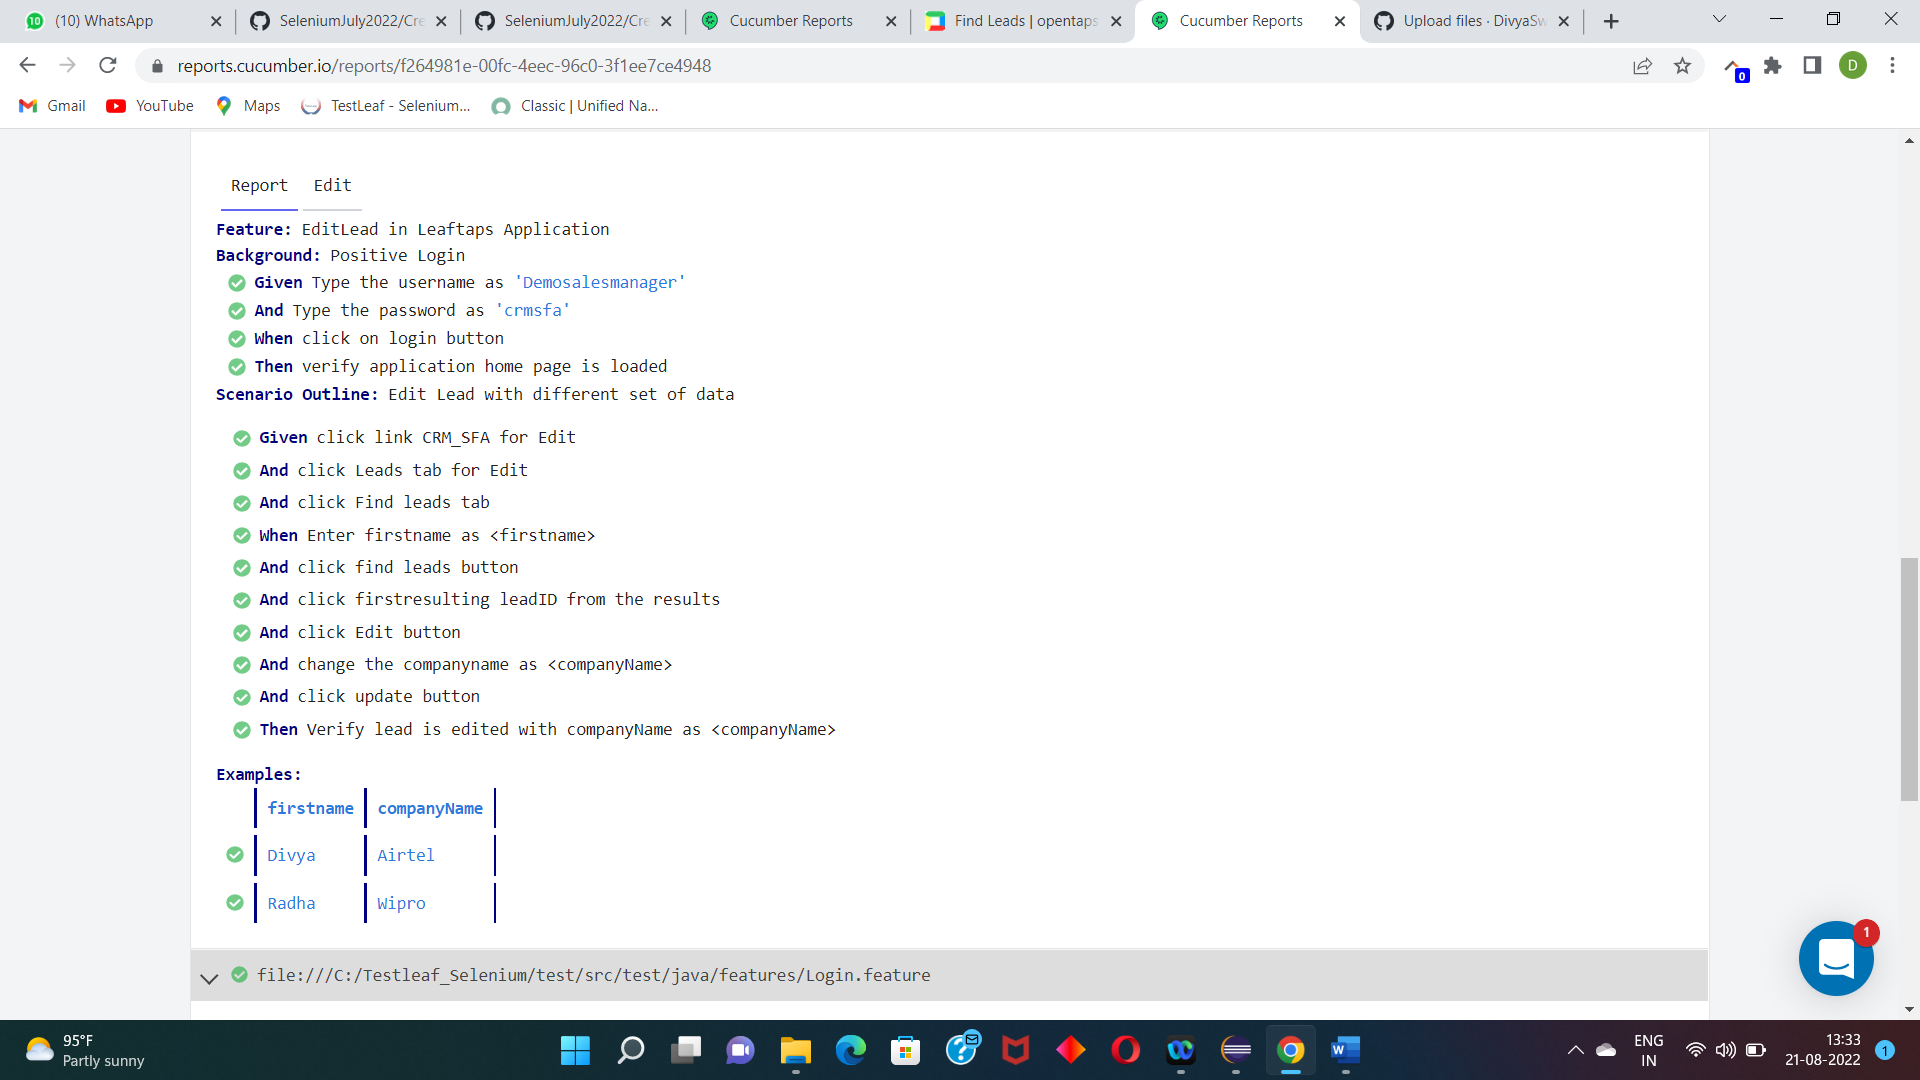 (10) WhatsApp
SeleniumJuly2022/Cre
SeleniumJuly2022/Cre
Cucumber Reports
Find Leads | opentaps
Cucumber Reports
Upload files · DivyaSw
reports.cucumber.io/reports/f264981e-00fc-4eec-96c0-3f1ee7ce4948
0
D
Gmail
YouTube
Maps
TestLeaf - Selenium...
Classic | Unified Na...
Report
Edit
Feature: EditLead in Leaftaps Application
Background: Positive Login
Given Type the username as 'Demosalesmanager'
And Type the password as 'crmsfa'
When click on login button
Then verify application home page is loaded
Scenario Outline: Edit Lead with different set of data
Given click link CRM_SFA for Edit
And click Leads tab for Edit
And click Find leads tab
When Enter firstname as <firstname>
And click find leads button
And click firstresulting leadID from the results
And click Edit button
And change the companyname as <companyName>
And click update button
Then Verify lead is edited with companyName as <companyName>
Examples:
firstname companyName
Divya Airtel
Radha Wipro
1
file:///C:/Testleaf_Selenium/test/src/test/java/features/Login.feature
95°F
Partly sunny
ENG
IN
13:33
21-08-2022
1